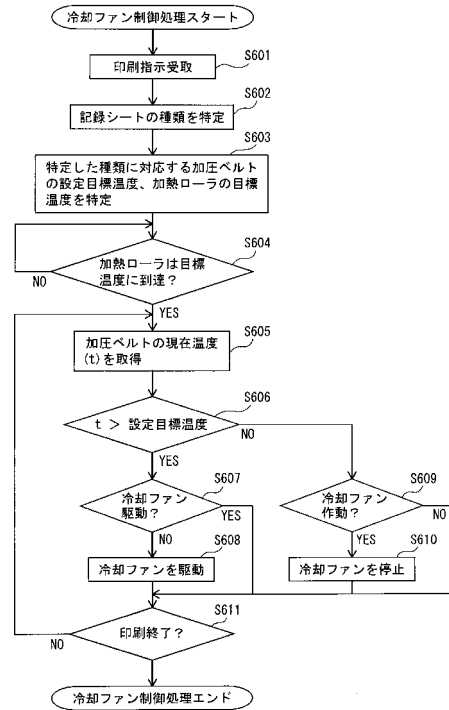 冷却ファン制御処理スタート
S601
印刷指示受取
S602
記録シートの種類を特定
S603
特定した種類に対応する加圧ベルト
の設定目標温度、加熱ローラの目標
温度を特定
S604
加熱ローラは目標
温度に到達?
NO
YES
S605
加圧ベルトの現在温度
(t)を取得
S606
t > 設定目標温度
NO
YES
S607
冷却ファン
駆動?
YES
NO
S609
冷却ファン
作動?
NO
YES
S608
冷却ファンを駆動
S610
冷却ファンを停止
S611
印刷終了?
NO
YES
冷却ファン制御処理エンド